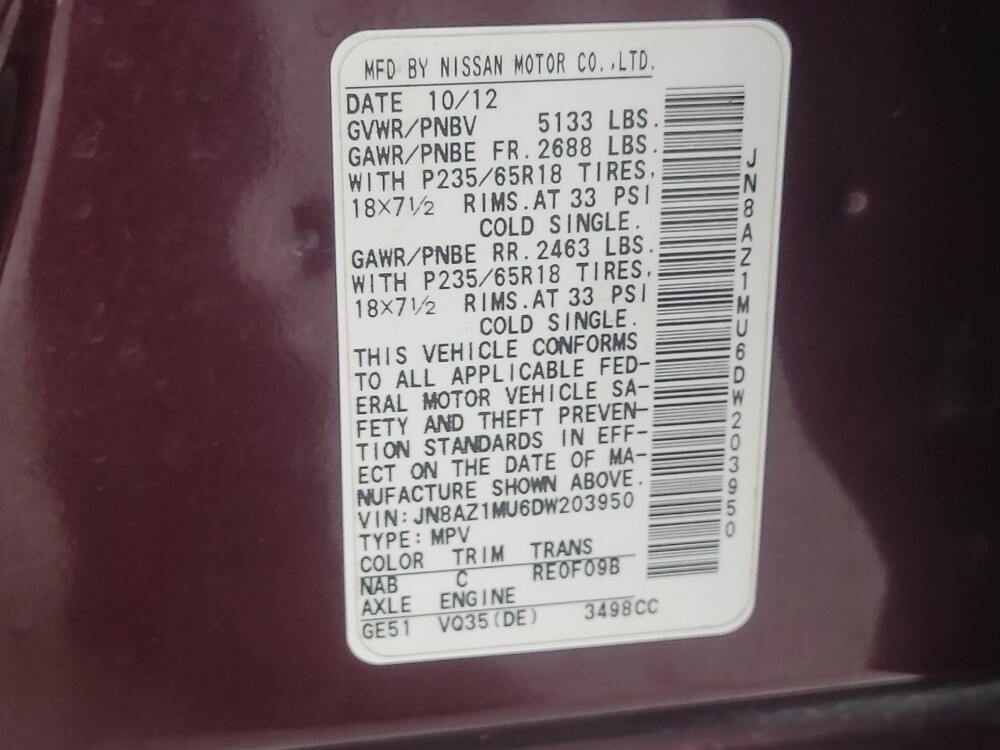 MFD BY NISSAN MOTOR CO.,LTD.
DATE 10/12
GVWR/PNBV 5133 LBS.
GAWR/PNBE FR.2688 LBS.
WITH P235/65R18 TIRES,
18×7 1/2 RIMS.AT 33 PSI
COLD SINGLE.
GAWR/PNBE RR.2463 LBS.
WITH P235/65R18 TIRES,
18×7 1/2 RIMS.AT 33 PSI
COLD SINGLE.
THIS VEHICLE CONFORMS
TO ALL APPLICABLE FED-
ERAL MOTOR VEHICLE SA-
FETY AND THEFT PREVEN-
TION STANDARDS IN EFF-
ECT ON THE DATE OF MA-
NUFACTURE SHOWN ABOVE.
VIN:JN8AZ1MU6DW203950
TYPE:MPV
COLOR TRIM TRANS
NAB C RE0F09B
AXLE ENGINE
GE51 VQ35(DE) 3498CC
JN8AZ1MU6DW203950